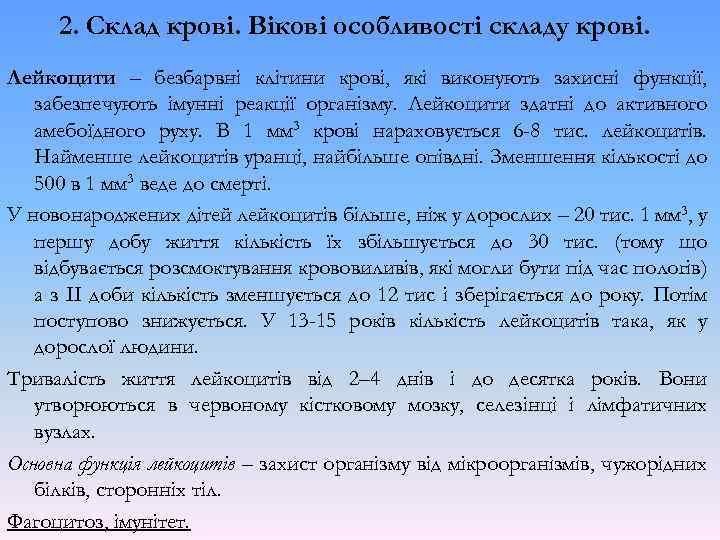 2. Склад крові. Вікові особливості складу крові.
Лейкоцити – безбарвні клітини крові, які виконують захисні функції,
забезпечують імунні реакції організму. Лейкоцити здатні до активного
амебоїдного руху. В 1 мм³ крові нараховується 6-8 тис. лейкоцитів.
Найменше лейкоцитів уранці, найбільше опівдні. Зменшення кількості до
500 в 1 мм³ веде до смерті.
У новонароджених дітей лейкоцитів більше, ніж у дорослих – 20 тис. 1 мм³, у
першу добу життя кількість їх збільшується до 30 тис. (тому що
відбувається розсмоктування крововиливів, які могли бути під час пологів)
а з ІІ доби кількість зменшується до 12 тис і зберігається до року. Потім
поступово знижується. У 13-15 років кількість лейкоцитів така, як у
дорослої людини.
Тривалість життя лейкоцитів від 2–4 днів і до десятка років. Вони
утворюються в червоному кістковому мозку, селезінці і лімфатичних
вузлах.
Основна функція лейкоцитів – захист організму від мікроорганізмів, чужорідних
білків, сторонніх тіл.
Фагоцитоз, імунітет.